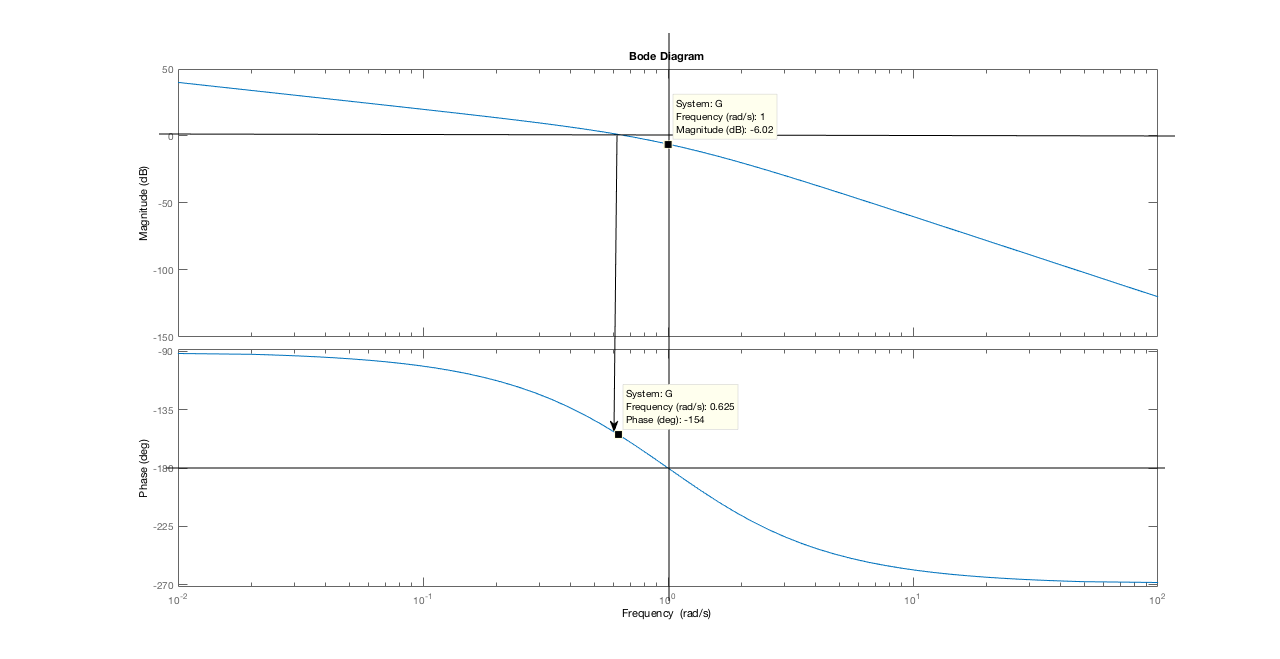 Bode Diagram
50
0
-50
-100
-150
Magnitude (dB)
System: G
Frequency (rad/s): 1
Magnitude (dB): -6.02
-90
-135
-180
-225
-270
Phase (deg)
System: G
Frequency (rad/s): 0.625
Phase (deg): -154
10^-2
10^-1
10^0
10^1
10^2
Frequency (rad/s)